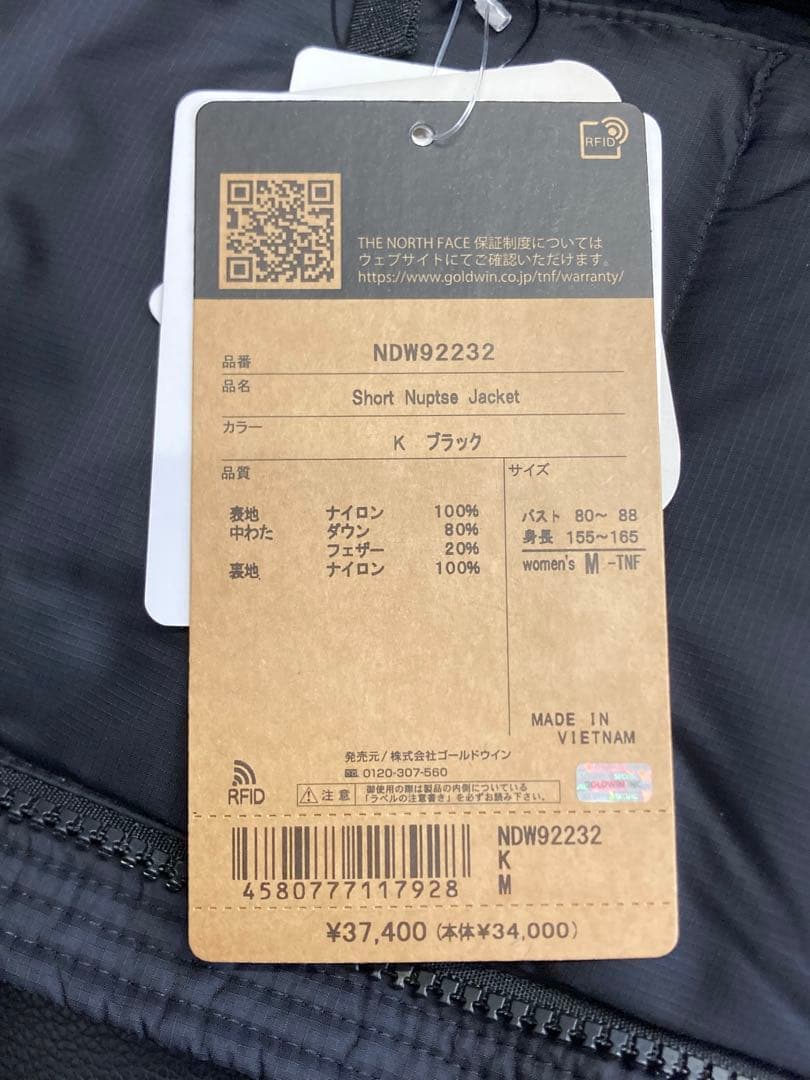 RFID
THE NORTH FACE 保証制度については
ウェブサイトにてご確認いただけます。
https://www.goldwin.co.jp/tnf/warranty/
品番 NDW92232
品名 Short Nuptse Jacket
カラー K ブラック
品質
表地 ナイロン 100%
中わた ダウン 80%
フェザー 20%
裏地 ナイロン 100%
サイズ
バスト 80～ 88
身長 155～165
women's M -TNF
MADE IN
VIETNAM
発売元/株式会社ゴールドウイン
0120-307-560
RFID
注意 御使用の際は製品の内側についている
「ラベルの注意書き」を必ずお読み下さい。
GOLDWIN
4580777117928
NDW92232
K
M
¥37,400 (本体¥34,000)